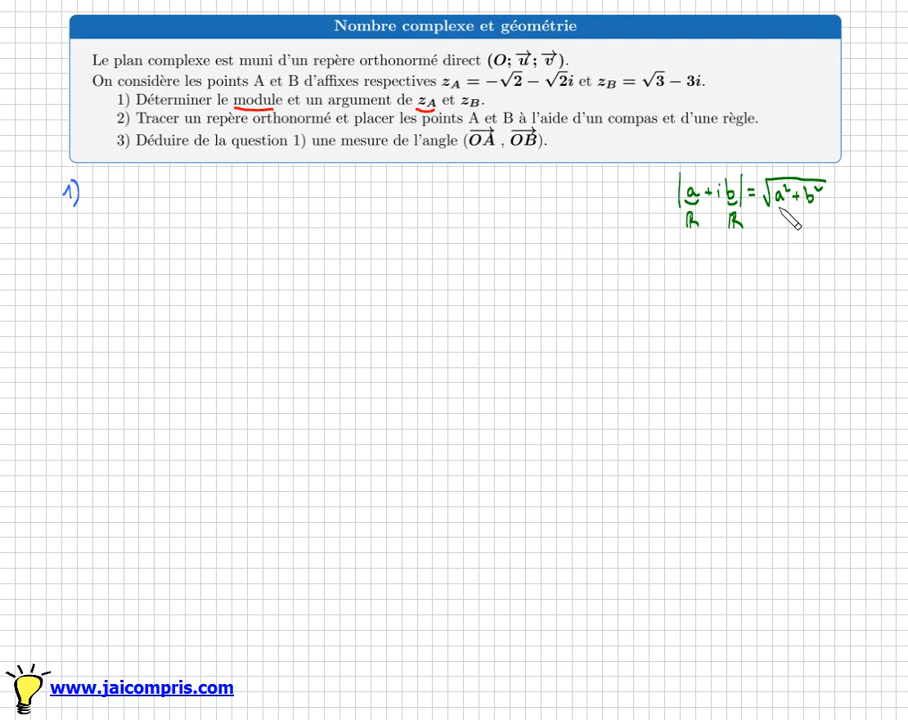 Nombre complexe et géométrie
Le plan complexe est muni d'un repère orthonormé direct (O; u⃗; v⃗).
On considère les points A et B d'affixes respectives z_A = −√2 − √2i et z_B = √3 − 3i.
1) Déterminer le module et un argument de z_A et z_B.
2) Tracer un repère orthonormé et placer les points A et B à l'aide d'un compas et d'une règle.
3) Déduire de la question 1) une mesure de l'angle (OA⃗ , OB⃗).
1)
|a + ib| = √(a² + b²)
ℝ ℝ
www.jaicompris.com